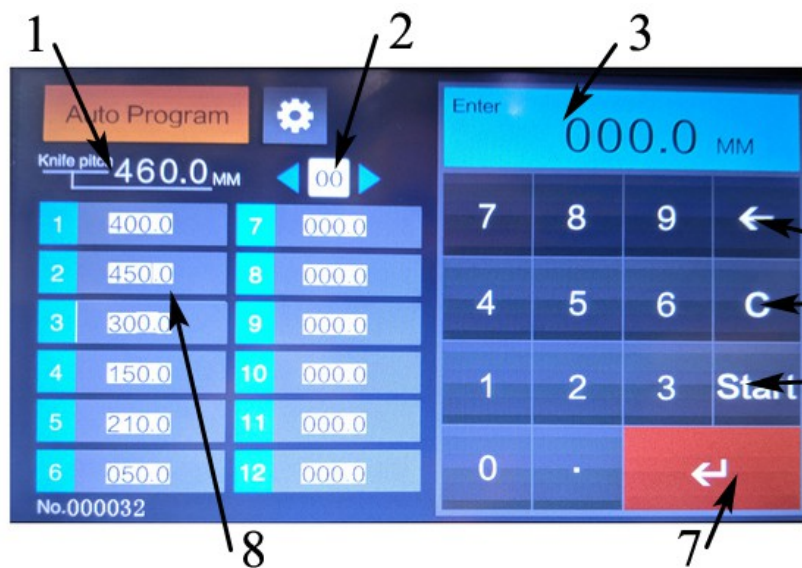 1 2 3
Auto Program
Knife pitch 460.0 MM
00
1 400.0
2 450.0
3 300.0
4 150.0
5 210.0
6 050.0
7 000.0
8 000.0
9 000.0
10 000.0
11 000.0
12 000.0
No.000032
Enter
000.0 MM
7 8 9 ←
4 5 6 C
1 2 3 Start
0 . ↵
8 7